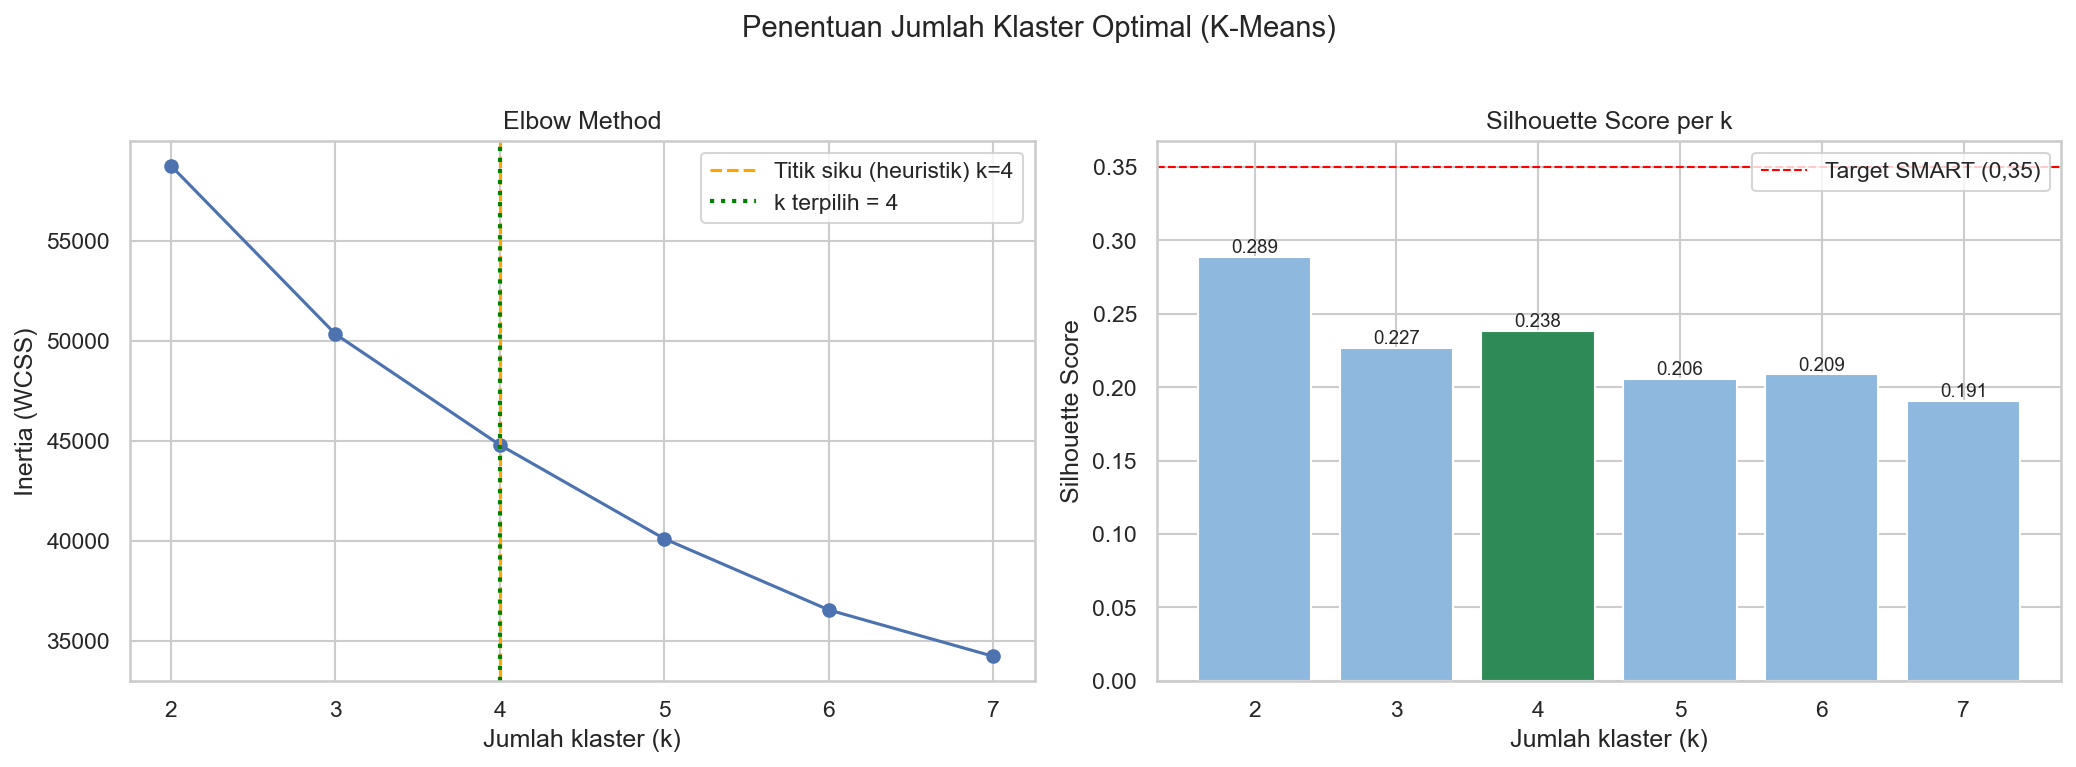 Penentuan Jumlah Klaster Optimal (K-Means)
Elbow Method
Titik siku (heuristik) k=4
k terpilih = 4
Inertia (WCSS)
55000
50000
45000
40000
35000
2 3 4 5 6 7
Jumlah klaster (k)
Silhouette Score per k
Target SMART (0,35)
Silhouette Score
0.35
0.30
0.25
0.20
0.15
0.10
0.05
0.00
0.289
0.227
0.238
0.206
0.209
0.191
2 3 4 5 6 7
Jumlah klaster (k)